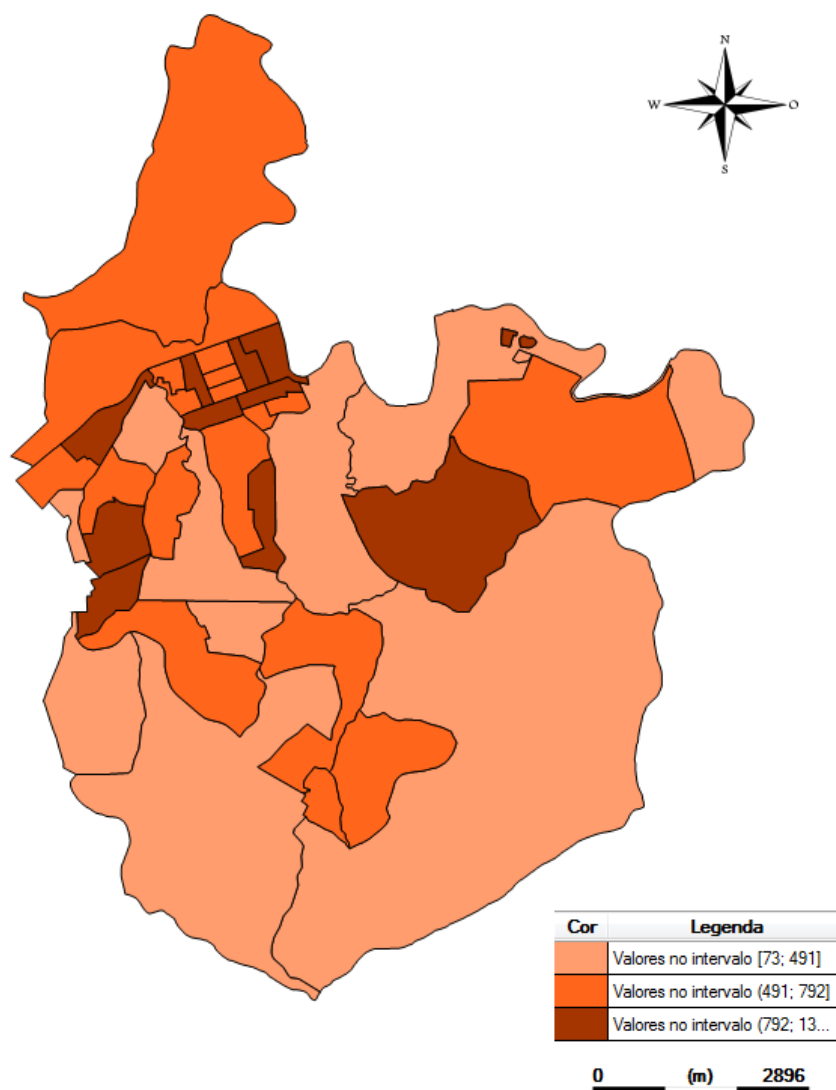 N
W O
S
Cor Legenda
Valores no intervalo [73; 491]
Valores no intervalo (491; 792]
Valores no intervalo (792; 13...
0 (m) 2896